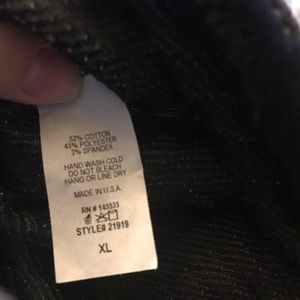 52% COTTON
45% POLYESTER
3% SPANDEX
HAND WASH COLD
DO NOT BLEACH
HANG OR LINE DRY
MADE IN U.S.A.
RN # 145533
STYLE# 21919
XL